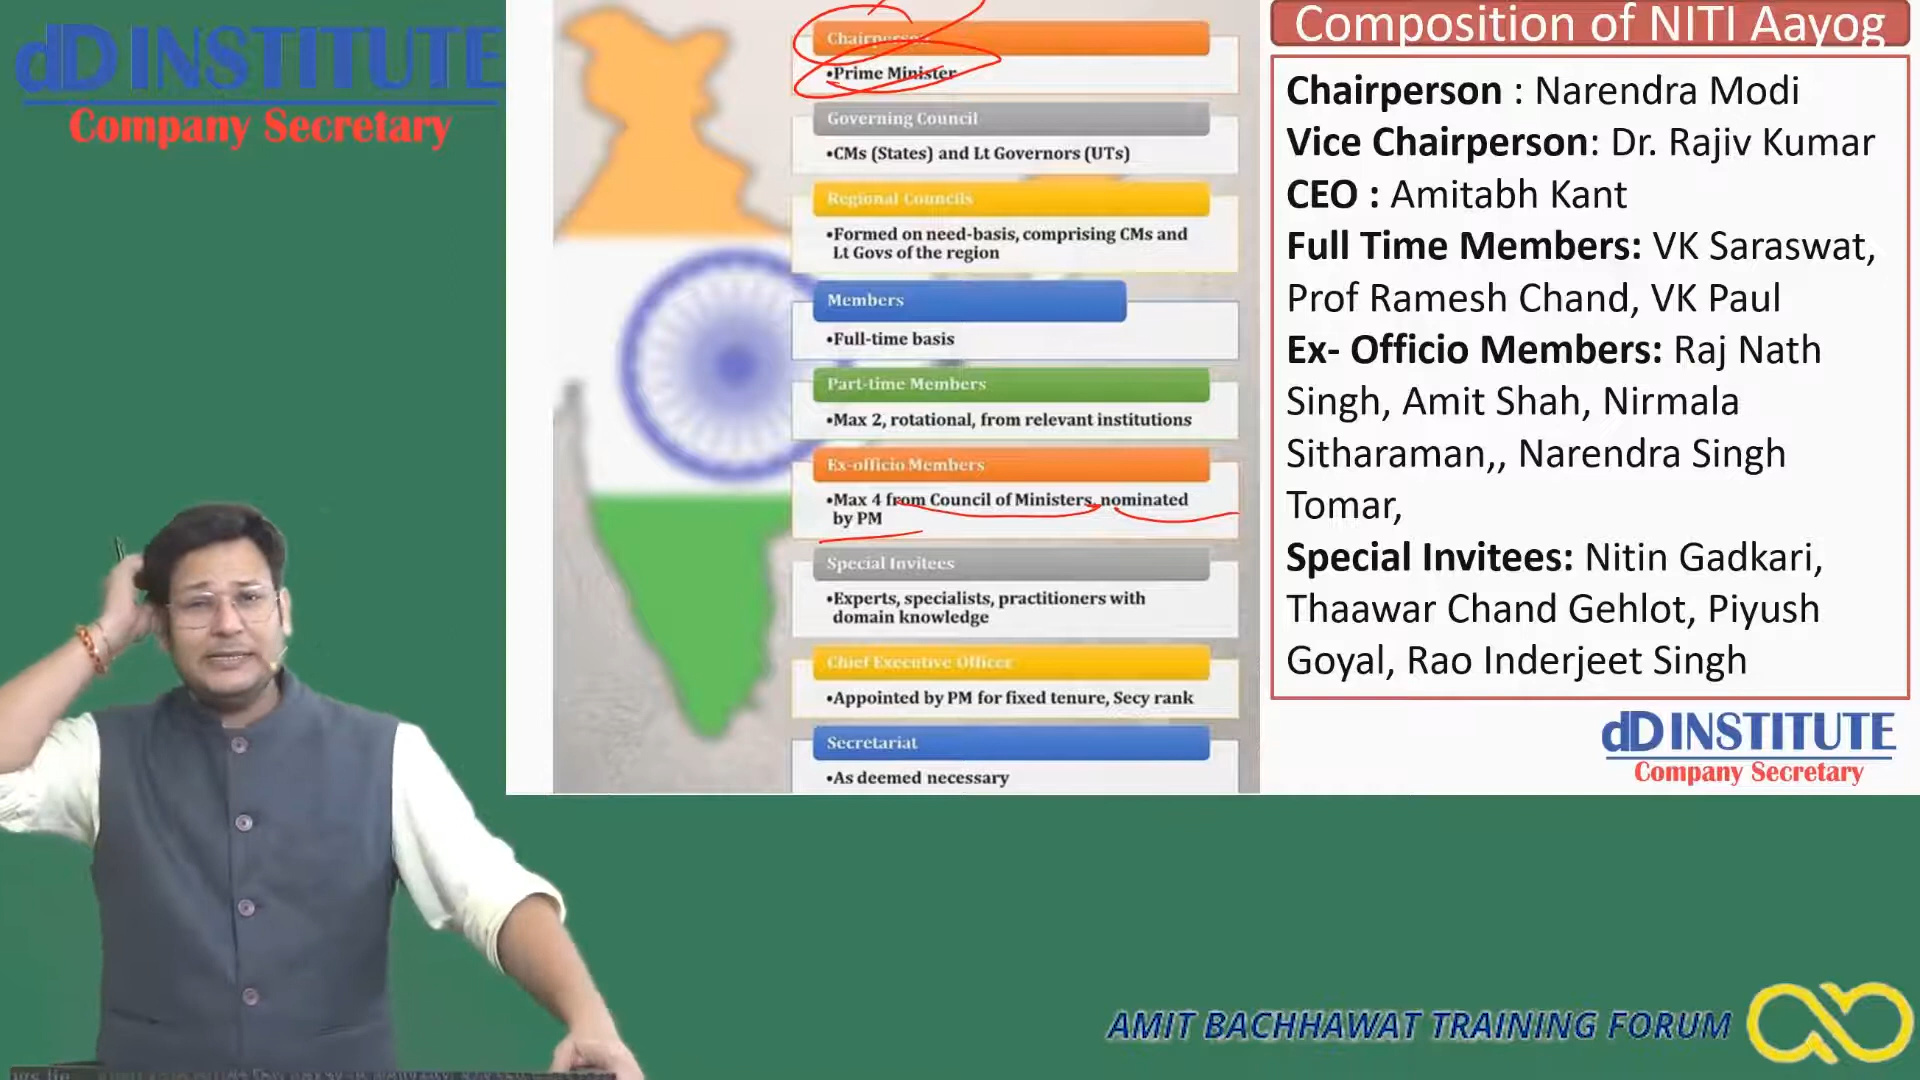 dD INSTITUTE
Company Secretary
Chairperson
•Prime Minister
Governing Council
•CMs (States) and Lt Governors (UTs)
Regional Councils
•Formed on need-basis, comprising CMs and
Lt Govs of the region
Members
•Full-time basis
Part-time Members
•Max 2, rotational, from relevant institutions
Ex-officio Members
•Max 4 from Council of Ministers, nominated
by PM
Special Invitees
•Experts, specialists, practitioners with
domain knowledge
Chief Executive Officer
•Appointed by PM for fixed tenure, Secy rank
Secretariat
•As deemed necessary
Composition of NITI Aayog
Chairperson : Narendra Modi
Vice Chairperson: Dr. Rajiv Kumar
CEO : Amitabh Kant
Full Time Members: VK Saraswat,
Prof Ramesh Chand, VK Paul
Ex- Officio Members: Raj Nath
Singh, Amit Shah, Nirmala
Sitharaman,, Narendra Singh
Tomar,
Special Invitees: Nitin Gadkari,
Thaawar Chand Gehlot, Piyush
Goyal, Rao Inderjeet Singh
dD INSTITUTE
Company Secretary
AMIT BACHHAWAT TRAINING FORUM